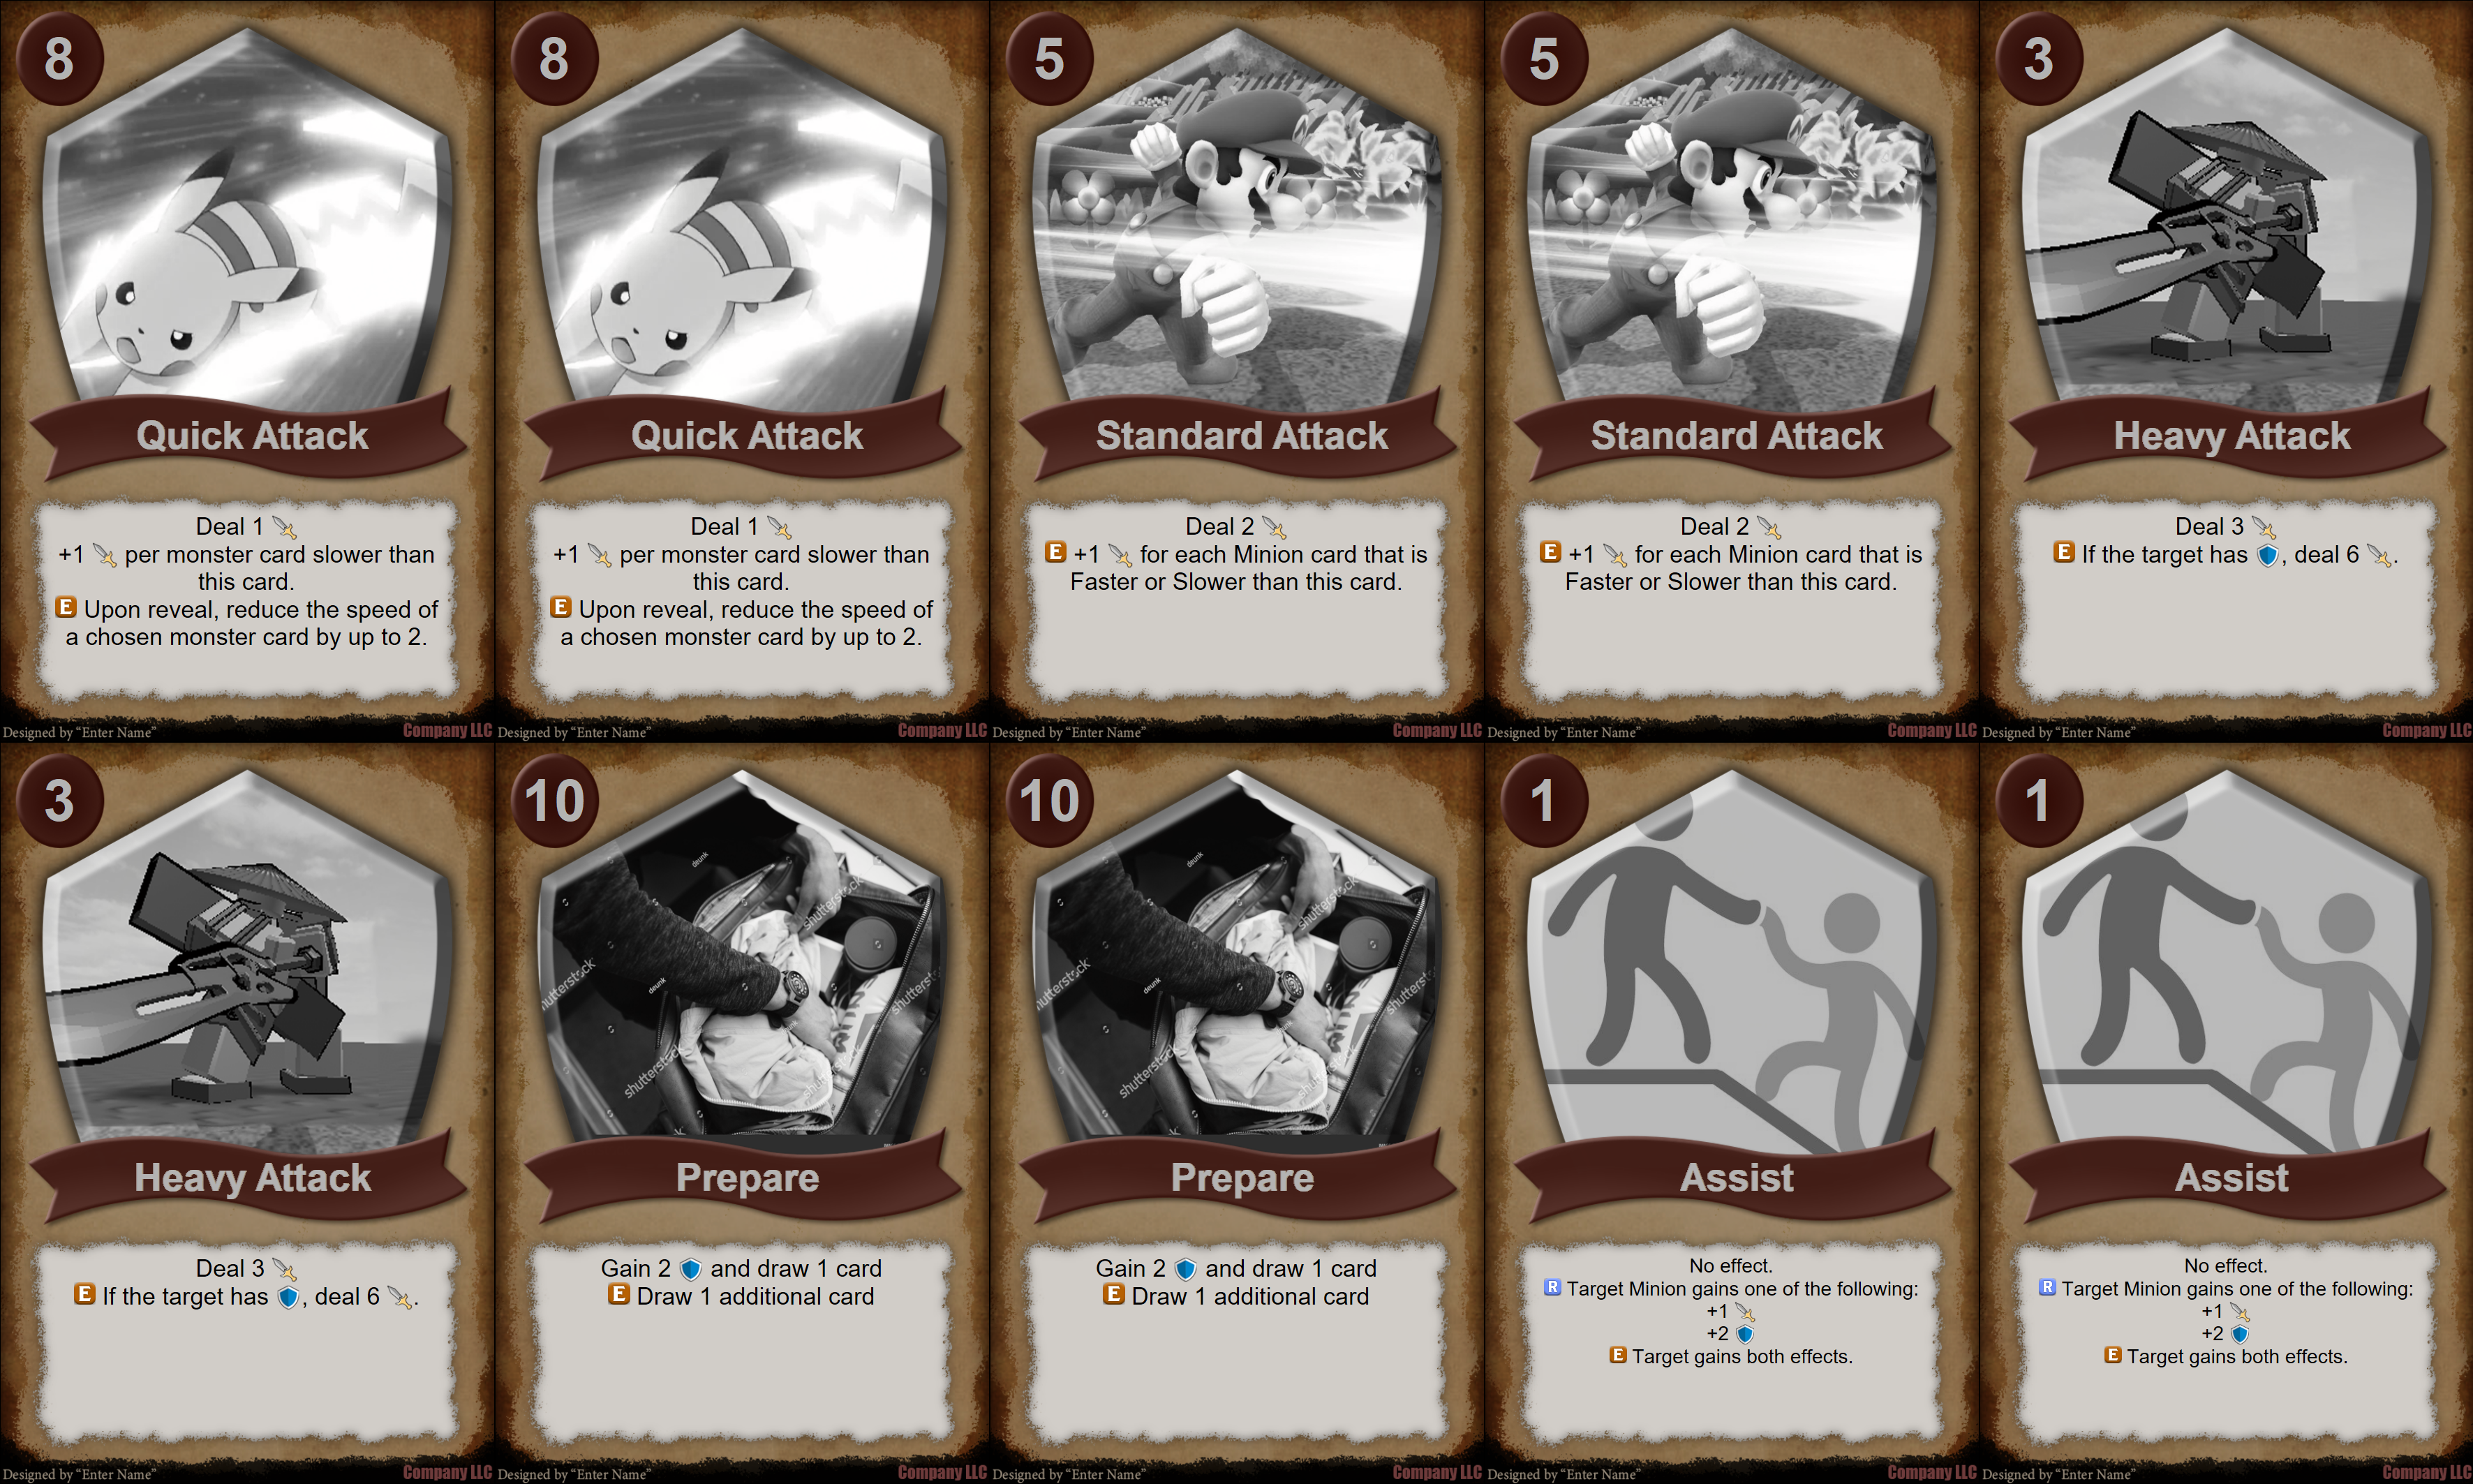 8
Quick Attack
Deal 1
+1 per monster card slower than
this card.
E Upon reveal, reduce the speed of
a chosen monster card by up to 2.
Designed by “Enter Name”
Company LLC
8
Quick Attack
Deal 1
+1 per monster card slower than
this card.
E Upon reveal, reduce the speed of
a chosen monster card by up to 2.
Designed by “Enter Name”
Company LLC
5
Standard Attack
Deal 2
E +1 for each Minion card that is
Faster or Slower than this card.
Designed by “Enter Name”
Company LLC
5
Standard Attack
Deal 2
E +1 for each Minion card that is
Faster or Slower than this card.
Designed by “Enter Name”
Company LLC
3
Heavy Attack
Deal 3
E If the target has , deal 6 .
Designed by “Enter Name”
Company LLC
3
Heavy Attack
Deal 3
E If the target has , deal 6 .
Designed by “Enter Name”
Company LLC
10
deunk
shutterstock
shutterstock
deunk
shutterstock
Prepare
Gain 2 and draw 1 card
E Draw 1 additional card
Designed by “Enter Name”
Company LLC
10
deunk
shutterstock
shutterstock
deunk
shutterstock
Prepare
Gain 2 and draw 1 card
E Draw 1 additional card
Designed by “Enter Name”
Company LLC
1
Assist
No effect.
R Target Minion gains one of the following:
+1
+2
E Target gains both effects.
Designed by “Enter Name”
Company LLC
1
Assist
No effect.
R Target Minion gains one of the following:
+1
+2
E Target gains both effects.
Designed by “Enter Name”
Company LLC